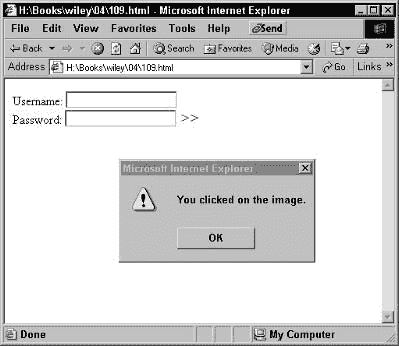 H:\Books\wiley\04\109.html - Microsoft Internet Explorer
File Edit View Favorites Tools Help Send
Back Search Favorites Media
Address H:\Books\wiley\04\109.html Go Links »
Username:
Password: >>
Microsoft Internet Explorer
You clicked on the image.
OK
Done My Computer